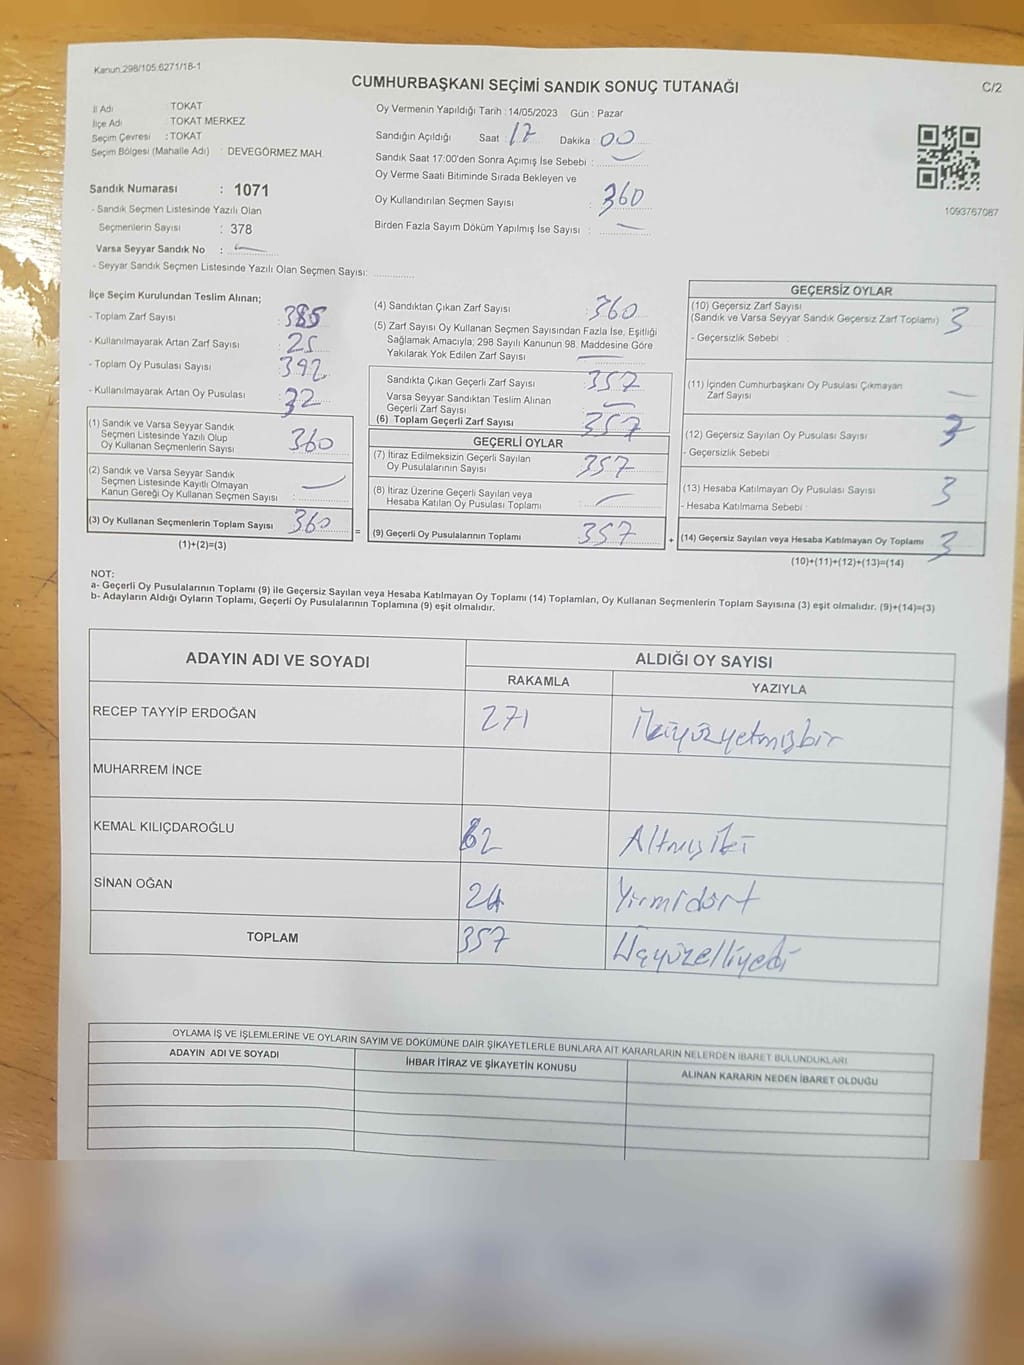 Kanun.298/105.6271/18-1
CUMHURBAŞKANI SEÇİMİ SANDIK SONUÇ TUTANAĞI
C/2
İl Adı : TOKAT
İlçe Adı : TOKAT MERKEZ
Seçim Çevresi : TOKAT
Seçim Bölgesi (Mahalle Adı) : DEVEGÖRMEZ MAH.
Sandık Numarası : 1071
- Sandık Seçmen Listesinde Yazılı Olan
Seçmenlerin Sayısı : 378
Varsa Seyyar Sandık No : —
- Seyyar Sandık Seçmen Listesinde Yazılı Olan Seçmen Sayısı: ............
Oy Vermenin Yapıldığı Tarih : 14/05/2023 Gün : Pazar
Sandığın Açıldığı Saat 17 Dakika 00
Sandık Saat 17:00'den Sonra Açımış İse Sebebi : —
Oy Verme Saati Bitiminde Sırada Bekleyen ve
Oy Kullandırılan Seçmen Sayısı : 360
Birden Fazla Sayım Döküm Yapılmış İse Sayısı : —
1093767087
İlçe Seçim Kurulundan Teslim Alınan;
- Toplam Zarf Sayısı : 385
- Kullanılmayarak Artan Zarf Sayısı : 25
- Toplam Oy Pusulası Sayısı : 392
- Kullanılmayarak Artan Oy Pusulası : 32
(1) Sandık ve Varsa Seyyar Sandık
Seçmen Listesinde Yazılı Olup
Oy Kullanan Seçmenlerin Sayısı : 360
(2) Sandık ve Varsa Seyyar Sandık
Seçmen Listesinde Kayıtlı Olmayan
Kanun Gereği Oy Kullanan Seçmen Sayısı : —
(3) Oy Kullanan Seçmenlerin Toplam Sayısı 360
(1)+(2)=(3)
=
(4) Sandıktan Çıkan Zarf Sayısı : 360
(5) Zarf Sayısı Oy Kullanan Seçmen Sayısından Fazla İse, Eşitliği
Sağlamak Amacıyla; 298 Sayılı Kanunun 98. Maddesine Göre
Yakılarak Yok Edilen Zarf Sayısı : —
Sandıkta Çıkan Geçerli Zarf Sayısı : 357
Varsa Seyyar Sandıktan Teslim Alınan
Geçerli Zarf Sayısı : —
(6) Toplam Geçerli Zarf Sayısı : 357
GEÇERLİ OYLAR
(7) İtiraz Edilmeksizin Geçerli Sayılan
Oy Pusulalarının Sayısı : 357
(8) İtiraz Üzerine Geçerli Sayılan veya
Hesaba Katılan Oy Pusulası Toplamı : —
(9) Geçerli Oy Pusulalarının Toplamı : 357
+
GEÇERSİZ OYLAR
(10) Geçersiz Zarf Sayısı
(Sandık ve Varsa Seyyar Sandık Geçersiz Zarf Toplamı) : 3
- Geçersizlik Sebebi :
(11) İçinden Cumhurbaşkanı Oy Pusulası Çıkmayan
Zarf Sayısı —
(12) Geçersiz Sayılan Oy Pusulası Sayısı
- Geçersizlik Sebebi
(13) Hesaba Katılmayan Oy Pusulası Sayısı 3
- Hesaba Katılmama Sebebi :
(14) Geçersiz Sayılan veya Hesaba Katılmayan Oy Toplamı 3
(10)+(11)+(12)+(13)=(14)
NOT:
a- Geçerli Oy Pusulalarının Toplamı (9) ile Geçersiz Sayılan veya Hesaba Katılmayan Oy Toplamı (14) Toplamları, Oy Kullanan Seçmenlerin Toplam Sayısına (3) eşit olmalıdır. (9)+(14)=(3)
b- Adayların Aldığı Oyların Toplamı, Geçerli Oy Pusulalarının Toplamına (9) eşit olmalıdır.
ADAYIN ADI VE SOYADI
ALDIĞI OY SAYISI
RAKAMLA YAZIYLA
RECEP TAYYİP ERDOĞAN 271 İkiyüzyetmişbir
MUHARREM İNCE
KEMAL KILIÇDAROĞLU 62 Altmış iki
SİNAN OĞAN 24 Yirmidört
TOPLAM 357 Üçyüzelliyedi
OYLAMA İŞ VE İŞLEMLERİNE VE OYLARIN SAYIM VE DÖKÜMÜNE DAİR ŞİKAYETLERLE BUNLARA AİT KARARLARIN NELERDEN İBARET BULUNDUKLARI
ADAYIN ADI VE SOYADI İHBAR İTİRAZ VE ŞİKAYETİN KONUSU ALINAN KARARIN NEDEN İBARET OLDUĞU